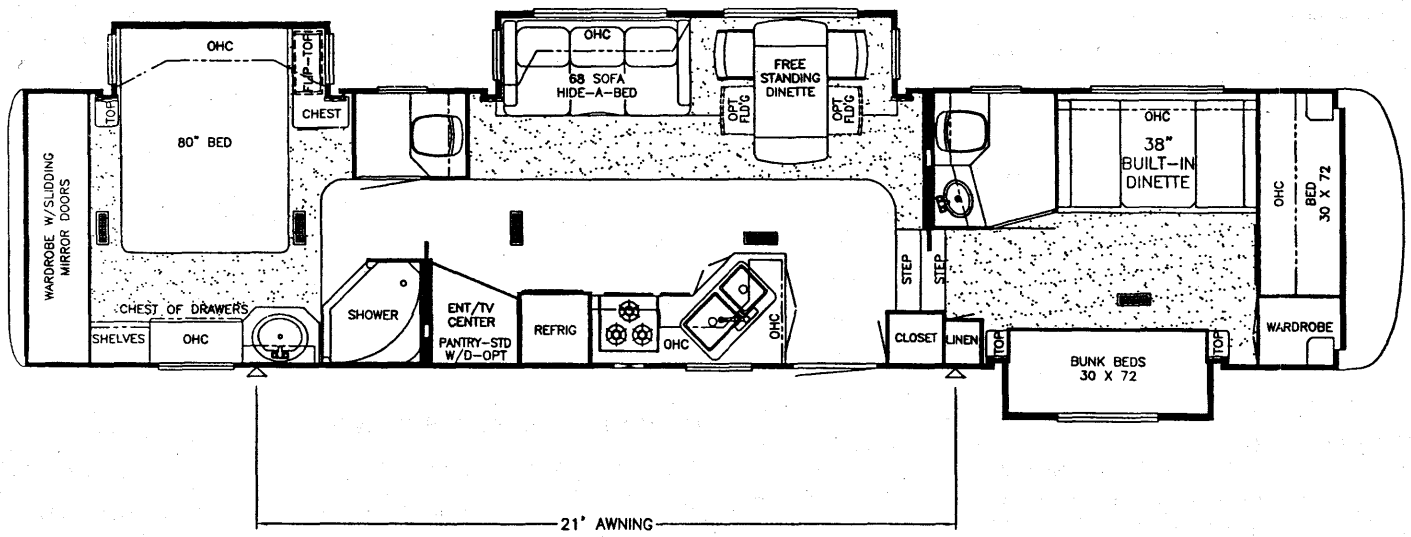 OHC
FLIP-TOP
TOP
CHEST
80" BED
WARDROBE W/SLIDDING
MIRROR DOORS
CHEST OF DRAWERS
SHELVES
OHC
SHOWER
ENT/TV
CENTER
PANTRY-STD
W/D-OPT
REFRIG
OHC
OHC
OHC
68 SOFA
HIDE-A-BED
FREE
STANDING
DINETTE
OPT
FLD'G
OPT
FLD'G
STEP
STEP
CLOSET
LINEN
OHC
38"
BUILT-IN
DINETTE
OHC
BED
30 X 72
WARDROBE
TOP
TOP
BUNK BEDS
30 X 72
21' AWNING